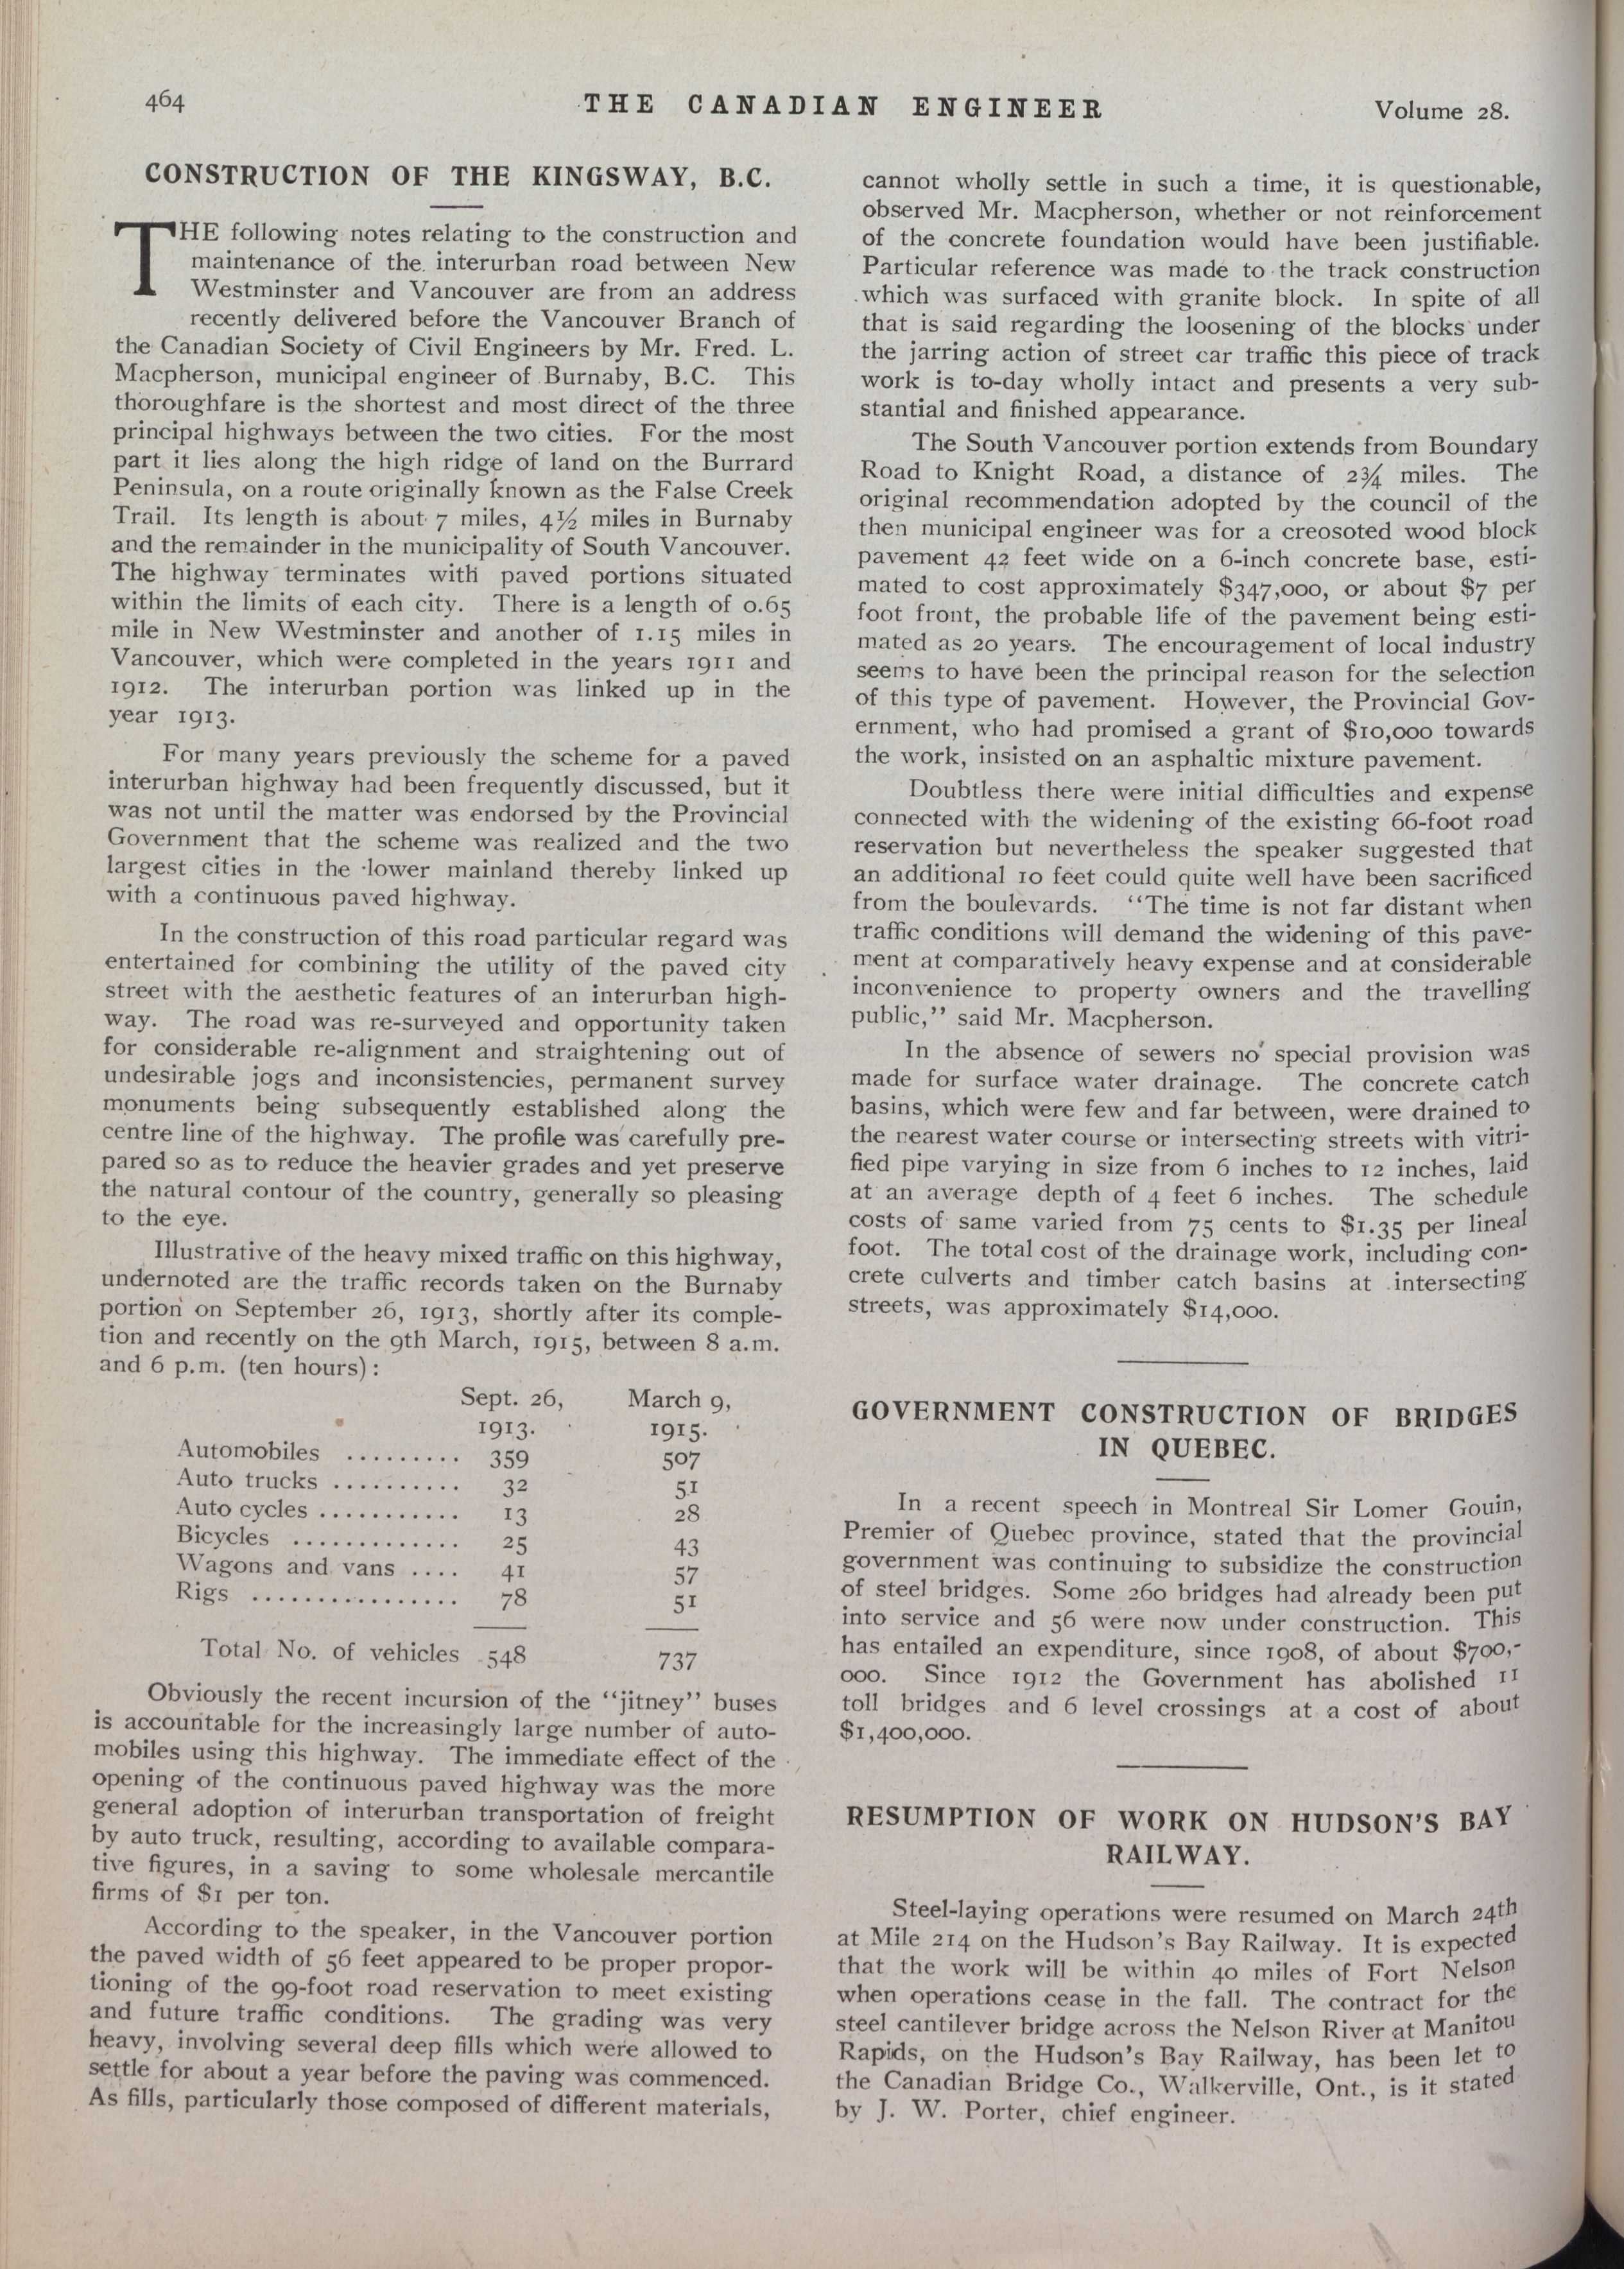 464
THE CANADIAN ENGINEER
Volume 28.
CONSTRUCTION OF THE KINGSWAY, B.C.
THE following notes relating to the construction and
maintenance of the interurban road between New
Westminster and Vancouver are from an address
recently delivered before the Vancouver Branch of
the Canadian Society of Civil Engineers by Mr. Fred. L.
Macpherson, municipal engineer of Burnaby, B.C. This
thoroughfare is the shortest and most direct of the three
principal highways between the two cities. For the most
part it lies along the high ridge of land on the Burrard
Peninsula, on a route originally known as the False Creek
Trail. Its length is about 7 miles, 4½ miles in Burnaby
and the remainder in the municipality of South Vancouver.
The highway terminates with paved portions situated
within the limits of each city. There is a length of 0.65
mile in New Westminster and another of 1.15 miles in
Vancouver, which were completed in the years 1911 and
1912. The interurban portion was linked up in the
year 1913.
For many years previously the scheme for a paved
interurban highway had been frequently discussed, but it
was not until the matter was endorsed by the Provincial
Government that the scheme was realized and the two
largest cities in the lower mainland thereby linked up
with a continuous paved highway.
In the construction of this road particular regard was
entertained for combining the utility of the paved city
street with the aesthetic features of an interurban high-
way. The road was re-surveyed and opportunity taken
for considerable re-alignment and straightening out of
undesirable jogs and inconsistencies, permanent survey
monuments being subsequently established along the
centre line of the highway. The profile was carefully pre-
pared so as to reduce the heavier grades and yet preserve
the natural contour of the country, generally so pleasing
to the eye.
Illustrative of the heavy mixed traffic on this highway,
undernoted are the traffic records taken on the Burnaby
portion on September 26, 1913, shortly after its comple-
tion and recently on the 9th March, 1915, between 8 a.m.
and 6 p.m. (ten hours):
Sept. 26, March 9,
1913. 1915.
Automobiles ......... 359 507
Auto trucks .......... 32 51
Auto cycles ........... 13 28
Bicycles ............. 25 43
Wagons and vans .... 41 57
Rigs ................ 78 51
Total No. of vehicles 548 737
Obviously the recent incursion of the "jitney" buses
is accountable for the increasingly large number of auto-
mobiles using this highway. The immediate effect of the
opening of the continuous paved highway was the more
general adoption of interurban transportation of freight
by auto truck, resulting, according to available compara-
tive figures, in a saving to some wholesale mercantile
firms of $1 per ton.
According to the speaker, in the Vancouver portion
the paved width of 56 feet appeared to be proper propor-
tioning of the 99-foot road reservation to meet existing
and future traffic conditions. The grading was very
heavy, involving several deep fills which were allowed to
settle for about a year before the paving was commenced.
As fills, particularly those composed of different materials,
cannot wholly settle in such a time, it is questionable,
observed Mr. Macpherson, whether or not reinforcement
of the concrete foundation would have been justifiable.
Particular reference was made to the track construction
which was surfaced with granite block. In spite of all
that is said regarding the loosening of the blocks under
the jarring action of street car traffic this piece of track
work is to-day wholly intact and presents a very sub-
stantial and finished appearance.
The South Vancouver portion extends from Boundary
Road to Knight Road, a distance of 2¾ miles. The
original recommendation adopted by the council of the
then municipal engineer was for a creosoted wood block
pavement 42 feet wide on a 6-inch concrete base, esti-
mated to cost approximately $347,000, or about $7 per
foot front, the probable life of the pavement being esti-
mated as 20 years. The encouragement of local industry
seems to have been the principal reason for the selection
of this type of pavement. However, the Provincial Gov-
ernment, who had promised a grant of $10,000 towards
the work, insisted on an asphaltic mixture pavement.
Doubtless there were initial difficulties and expense
connected with the widening of the existing 66-foot road
reservation but nevertheless the speaker suggested that
an additional 10 feet could quite well have been sacrificed
from the boulevards. "The time is not far distant when
traffic conditions will demand the widening of this pave-
ment at comparatively heavy expense and at considerable
inconvenience to property owners and the travelling
public," said Mr. Macpherson.
In the absence of sewers no special provision was
made for surface water drainage. The concrete catch
basins, which were few and far between, were drained to
the nearest water course or intersecting streets with vitri-
fied pipe varying in size from 6 inches to 12 inches, laid
at an average depth of 4 feet 6 inches. The schedule
costs of same varied from 75 cents to $1.35 per lineal
foot. The total cost of the drainage work, including con-
crete culverts and timber catch basins at intersecting
streets, was approximately $14,000.
GOVERNMENT CONSTRUCTION OF BRIDGES
IN QUEBEC.
In a recent speech in Montreal Sir Lomer Gouin,
Premier of Quebec province, stated that the provincial
government was continuing to subsidize the construction
of steel bridges. Some 260 bridges had already been put
into service and 56 were now under construction. This
has entailed an expenditure, since 1908, of about $700,-
000. Since 1912 the Government has abolished 11
toll bridges and 6 level crossings at a cost of about
$1,400,000.
RESUMPTION OF WORK ON HUDSON'S BAY
RAILWAY.
Steel-laying operations were resumed on March 24th
at Mile 214 on the Hudson's Bay Railway. It is expected
that the work will be within 40 miles of Fort Nelson
when operations cease in the fall. The contract for the
steel cantilever bridge across the Nelson River at Manitou
Rapids, on the Hudson's Bay Railway, has been let to
the Canadian Bridge Co., Walkerville, Ont., is it stated
by J. W. Porter, chief engineer.